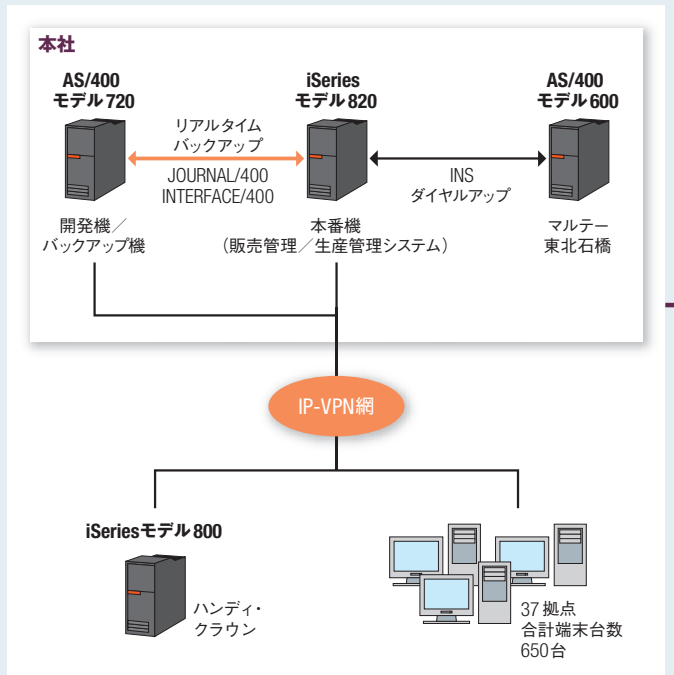 本社
AS/400
モデル720
iSeries
モデル820
AS/400
モデル600
リアルタイム
バックアップ
JOURNAL/400
INTERFACE/400
INS
ダイヤルアップ
開発機／
バックアップ機
本番機
（販売管理／生産管理システム）
マルテー
東北石橋
IP-VPN網
iSeriesモデル800
ハンディ・
クラウン
37拠点
合計端末台数
650台